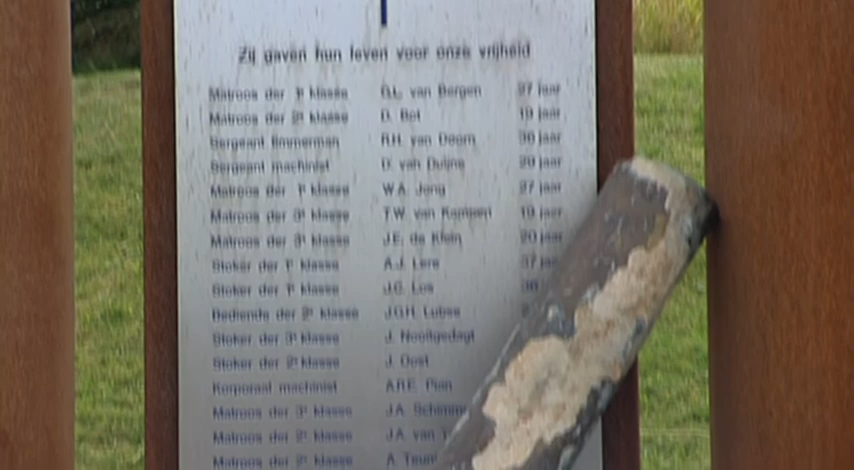 Zij gaven hun leven voor onze vrijheid
Matroos der 1e klasse G.L. van Bergen 27 jaar
Matroos der 2e klasse D. Bot 19 jaar
Sergeant timmerman R.H. van Doorn 36 jaar
Sergeant machinist D. van Duijne 29 jaar
Matroos der 1e klasse W.A. Jong 27 jaar
Matroos der 3e klasse T.W. van Kampen 19 jaar
Matroos der 3e klasse J.E. de Klein 20 jaar
Stoker der 1e klasse A.J. Lens 37 jaar
Stoker der 1e klasse J.C. Los
Bediende der 2e klasse J.G.H. Lubse
Stoker der 3e klasse J. Nooitgedagt
Stoker der 2e klasse J. Oost
Korporaal machinist A.R.E. Pian
Matroos der 3e klasse J.A.
Matroos der 2e klasse J.A. van
Matroos der 2e klasse A.